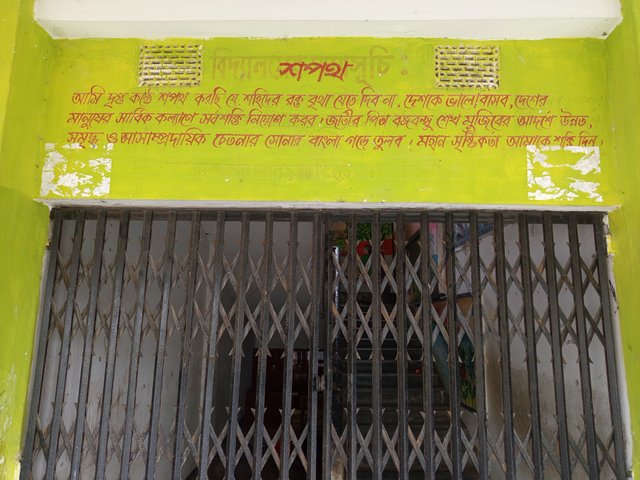 শপথ
আমি দৃপ্ত কন্ঠে শপথ করছি যে, শহিদের রক্ত বৃথা যেতে দিব না, দেশকে ভালোবাসব, দেশের
মানুষের সার্বিক কল্যাণে সর্বশক্তি নিয়োগ করব। জাতীর পিতা বঙ্গবন্ধু শেখ মুজিবের আদর্শে উন্নত,
সমৃদ্ধ ও অসাম্প্রদায়িক চেতনার সোনার বাংলা গড়ে তুলব। মহান সৃষ্টিকর্তা আমাকে শক্তি দিন।